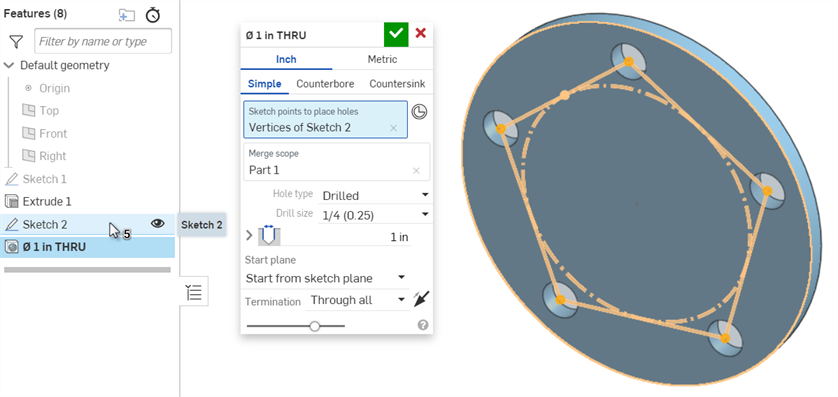 Features (8)
Filter by name or type
Default geometry
Origin
Top
Front
Right
Sketch 1
Extrude 1
Sketch 2
5
Sketch 2
Ø 1 in THRU
Ø 1 in THRU
Inch Metric
Simple Counterbore Countersink
Sketch points to place holes
Vertices of Sketch 2
Merge scope
Part 1
Hole type Drilled
Drill size 1/4 (0.25)
1 in
Start plane
Start from sketch plane
Termination Through all